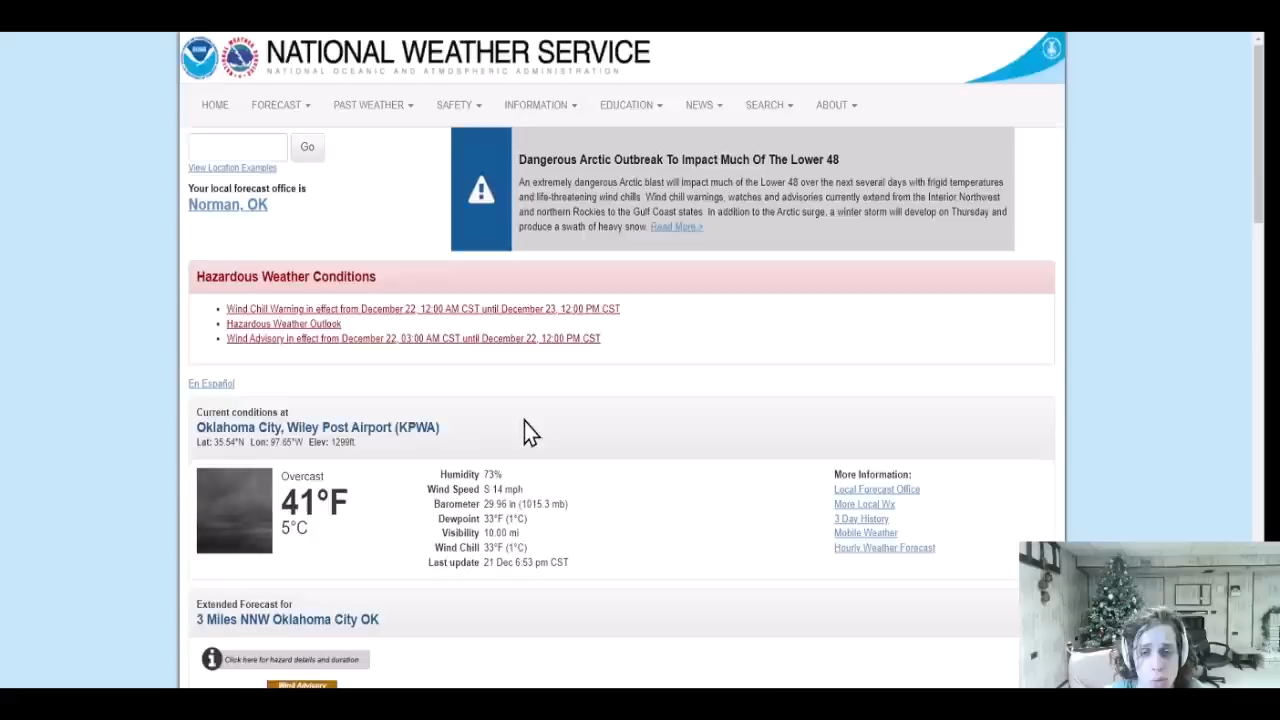 NATIONAL WEATHER SERVICE
NATIONAL OCEANIC AND ATMOSPHERIC ADMINISTRATION
HOME FORECAST PAST WEATHER SAFETY INFORMATION EDUCATION NEWS SEARCH ABOUT
Go
View Location Examples
Your local forecast office is
Norman, OK
Dangerous Arctic Outbreak To Impact Much Of The Lower 48
An extremely dangerous Arctic blast will impact much of the Lower 48 over the next several days with frigid temperatures
and life-threatening wind chills Wind chill warnings, watches and advisories currently extend from the Interior Northwest
and northern Rockies to the Gulf Coast states In addition to the Arctic surge, a winter storm will develop on Thursday and
produce a swath of heavy snow. Read More >
Hazardous Weather Conditions
Wind Chill Warning in effect from December 22, 12:00 AM CST until December 23, 12:00 PM CST
Hazardous Weather Outlook
Wind Advisory in effect from December 22, 03:00 AM CST until December 22, 12:00 PM CST
En Español
Current conditions at
Oklahoma City, Wiley Post Airport (KPWA)
Lat: 35.54°N Lon: 97.65°W Elev: 1299ft.
Overcast
41°F
5°C
Humidity 73%
Wind Speed S 14 mph
Barometer 29.96 in (1015.3 mb)
Dewpoint 33°F (1°C)
Visibility 10.00 mi
Wind Chill 33°F (1°C)
Last update 21 Dec 6:53 pm CST
More Information:
Local Forecast Office
More Local Wx
3 Day History
Mobile Weather
Hourly Weather Forecast
Extended Forecast for
3 Miles NNW Oklahoma City OK
Click here for hazard details and duration
Wind Advisory